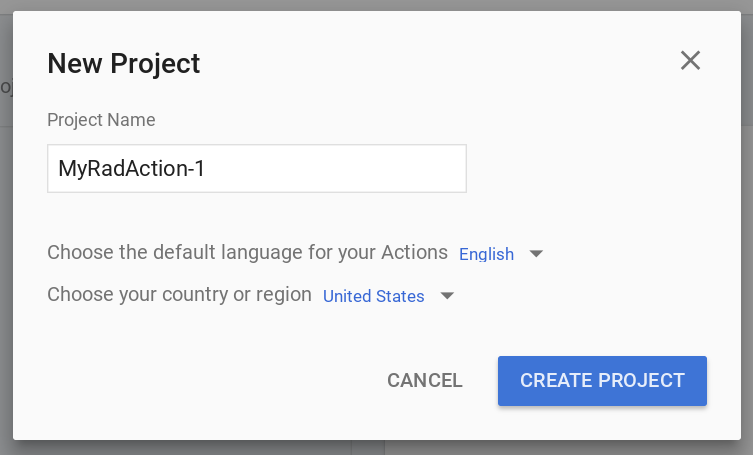 New Project
Project Name
MyRadAction-1
Choose the default language for your Actions English
Choose your country or region United States
CANCEL CREATE PROJECT